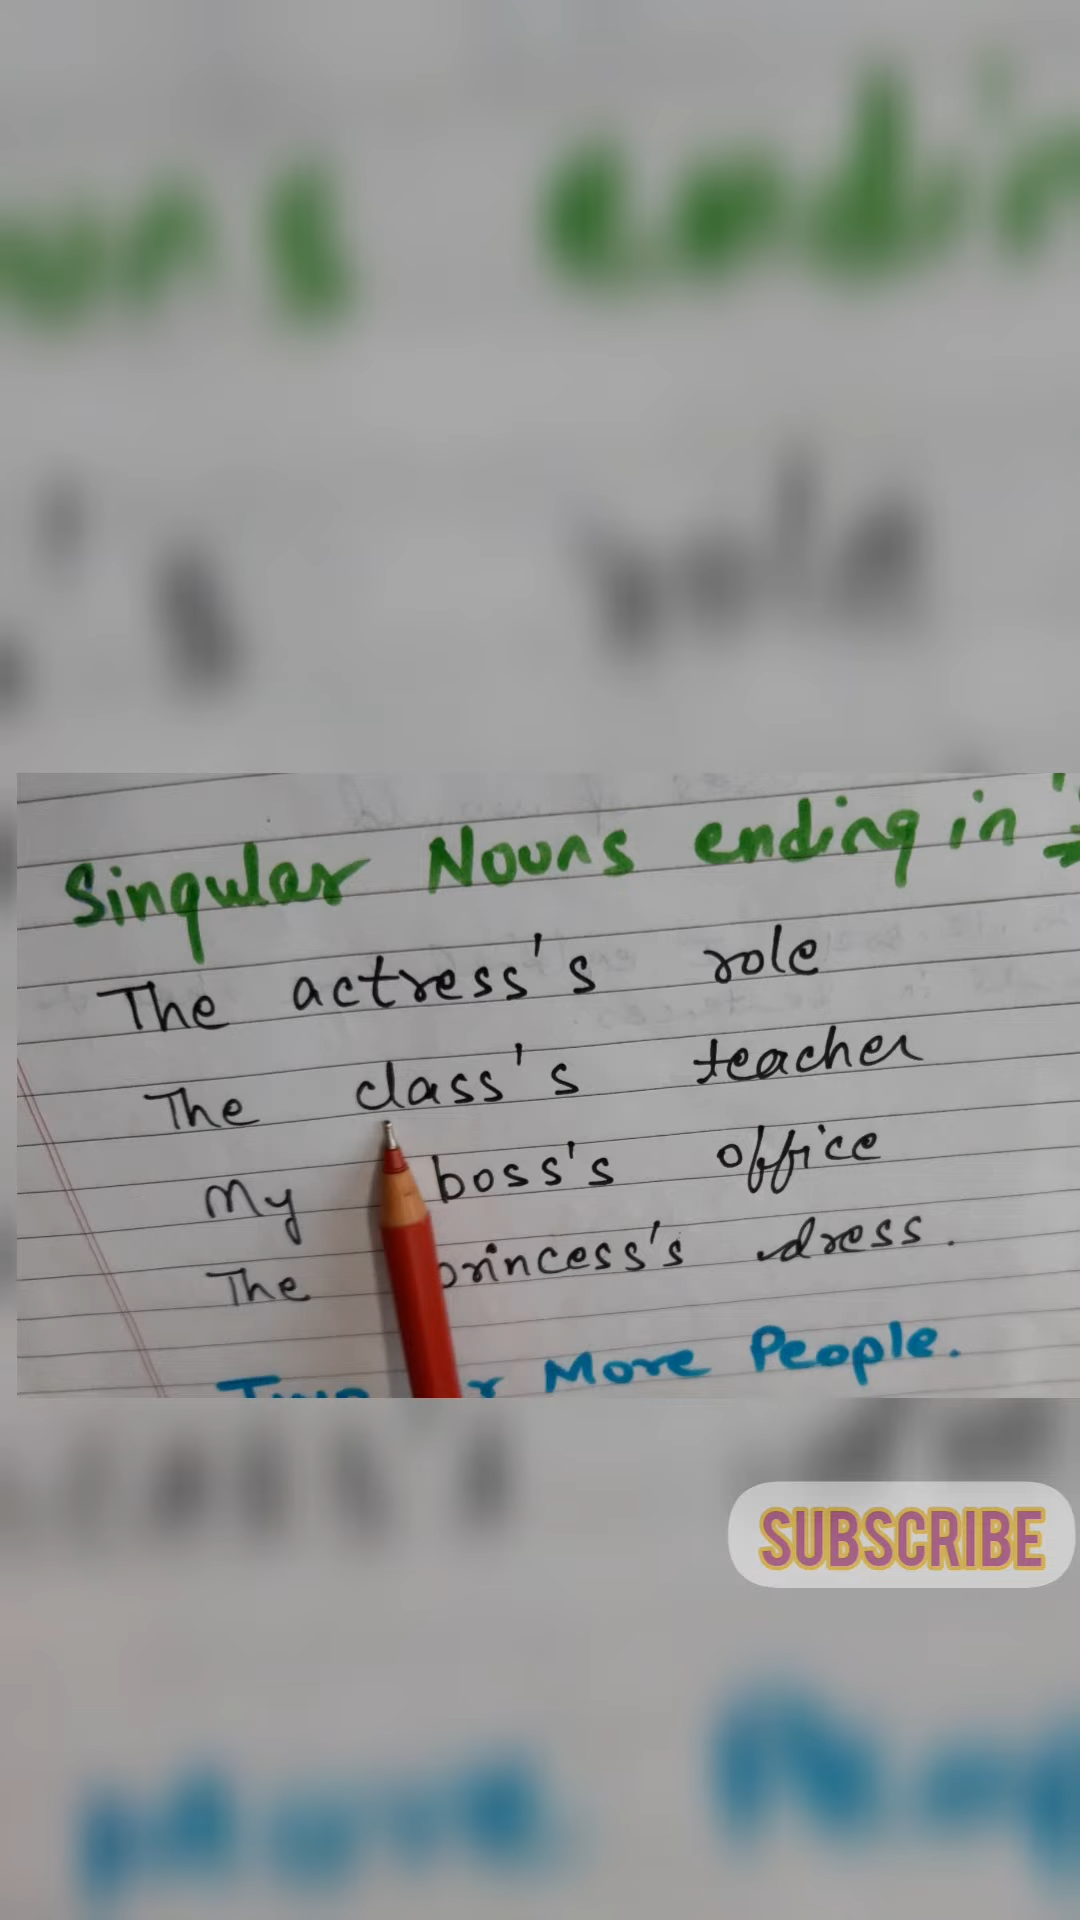 Singular Nouns ending in
The actress's role
The class's teacher
My boss's office
The princess's dress.
More People.
SUBSCRIBE